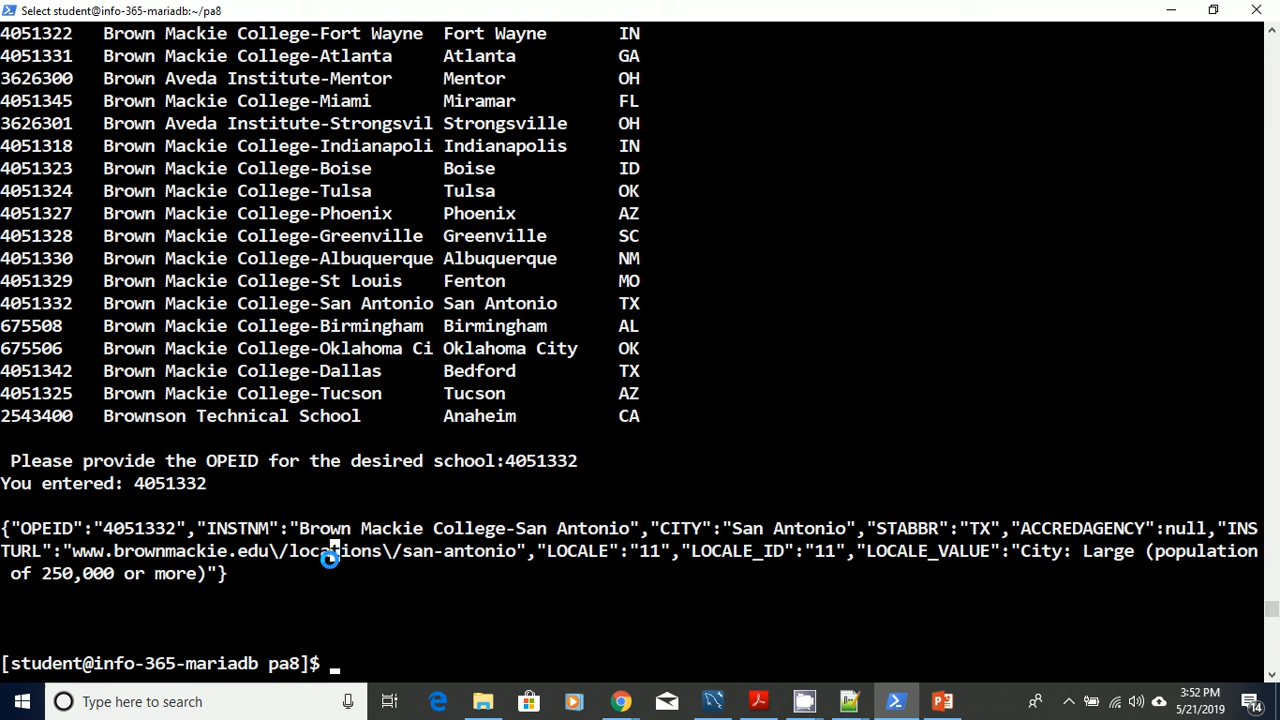 Select student@info-365-mariadb:~/pa8
4051322   Brown Mackie College-Fort Wayne  Fort Wayne       IN
4051331   Brown Mackie College-Atlanta     Atlanta          GA
3626300   Brown Aveda Institute-Mentor     Mentor           OH
4051345   Brown Mackie College-Miami       Miramar          FL
3626301   Brown Aveda Institute-Strongsvil Strongsville     OH
4051318   Brown Mackie College-Indianapoli Indianapolis     IN
4051323   Brown Mackie College-Boise       Boise            ID
4051324   Brown Mackie College-Tulsa       Tulsa            OK
4051327   Brown Mackie College-Phoenix     Phoenix          AZ
4051328   Brown Mackie College-Greenville  Greenville       SC
4051330   Brown Mackie College-Albuquerque Albuquerque      NM
4051329   Brown Mackie College-St Louis    Fenton           MO
4051332   Brown Mackie College-San Antonio San Antonio      TX
675508    Brown Mackie College-Birmingham  Birmingham       AL
675506    Brown Mackie College-Oklahoma Ci Oklahoma City    OK
4051342   Brown Mackie College-Dallas      Bedford          TX
4051325   Brown Mackie College-Tucson      Tucson           AZ
2543400   Brownson Technical School        Anaheim          CA
Please provide the OPEID for the desired school:4051332
You entered: 4051332
{"OPEID":"4051332","INSTNM":"Brown Mackie College-San Antonio","CITY":"San Antonio","STABBR":"TX","ACCREDAGENCY":null,"INS
TURL":"www.brownmackie.edu\/locations\/san-antonio","LOCALE":"11","LOCALE_ID":"11","LOCALE_VALUE":"City: Large (population
of 250,000 or more)"}
[student@info-365-mariadb pa8]$
Type here to search
3:52 PM
5/21/2019
14